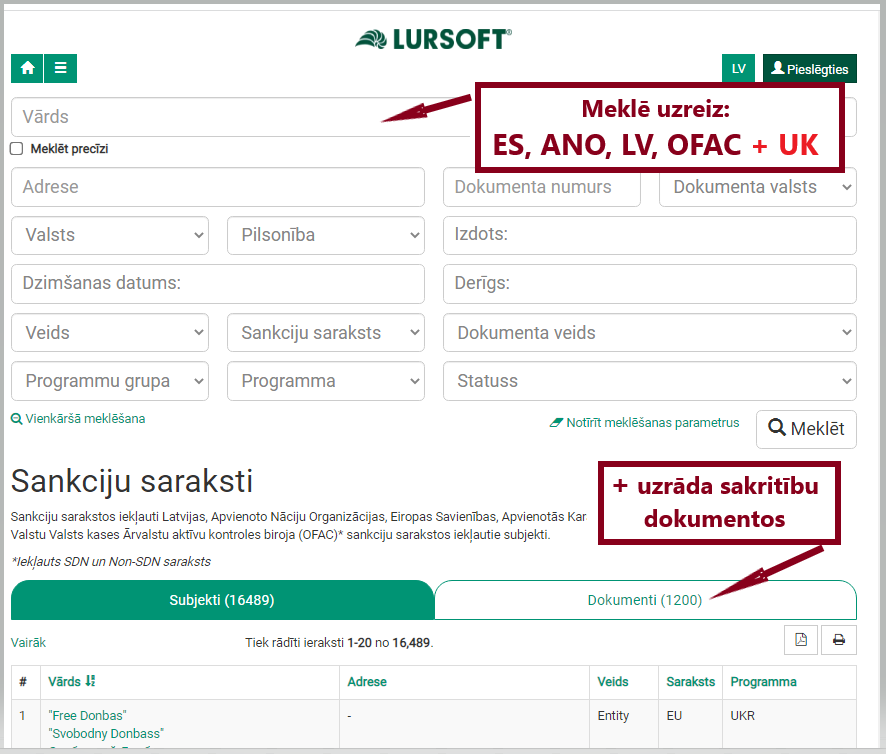 LURSOFT®
LV
Pieslēgties
Vārds
Meklē uzreiz:
ES, ANO, LV, OFAC + UK
Meklēt precīzi
Adrese
Dokumenta numurs
Dokumenta valsts
Valsts
Pilsonība
Izdots:
Dzimšanas datums:
Derīgs:
Veids
Sankciju saraksts
Dokumenta veids
Programmu grupa
Programma
Statuss
Vienkāršā meklēšana
Notīrīt meklēšanas parametrus
Meklēt
Sankciju saraksti
+ uzrāda sakritību
dokumentos
Sankciju sarakstos iekļauti Latvijas, Apvienoto Nāciju Organizācijas, Eiropas Savienības, Apvienotās Kar
Valstu Valsts kases Ārvalstu aktīvu kontroles biroja (OFAC)* sankciju sarakstos iekļautie subjekti.
*Iekļauts SDN un Non-SDN saraksts
Subjekti (16489)
Dokumenti (1200)
Vairāk
Tiek rādīti ieraksti 1-20 no 16,489.
# Vārds Adrese Veids Saraksts Programma
1 "Free Donbas" - Entity EU UKR
"Svobodny Donbass"